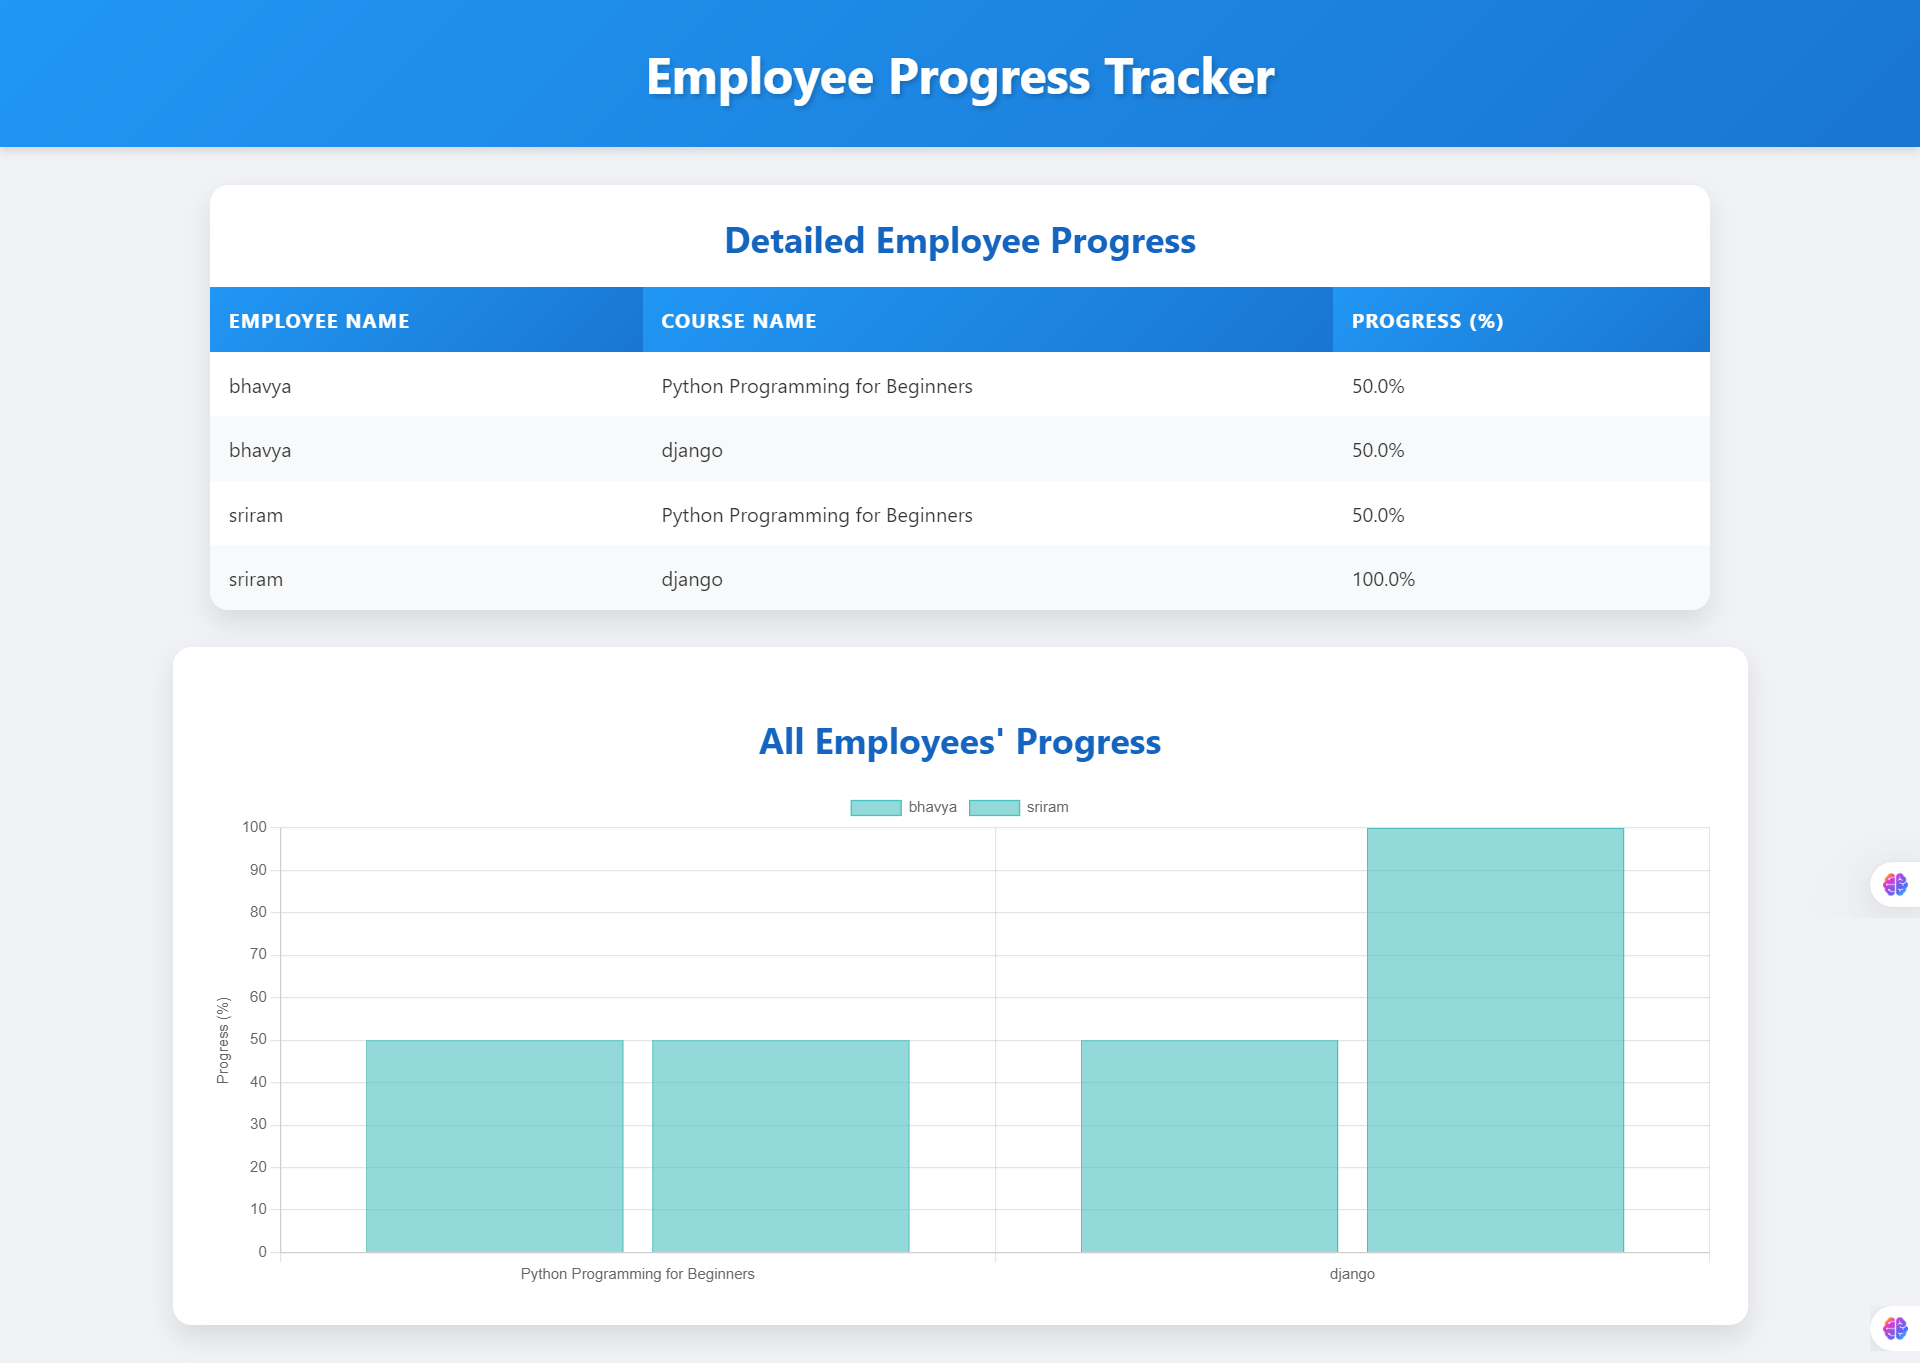 Employee Progress Tracker
Detailed Employee Progress
EMPLOYEE NAME COURSE NAME PROGRESS (%)
bhavya Python Programming for Beginners 50.0%
bhavya django 50.0%
sriram Python Programming for Beginners 50.0%
sriram django 100.0%
All Employees' Progress
bhavya sriram
100
90
80
70
60
50
40
30
20
10
0
Progress (%)
Python Programming for Beginners django